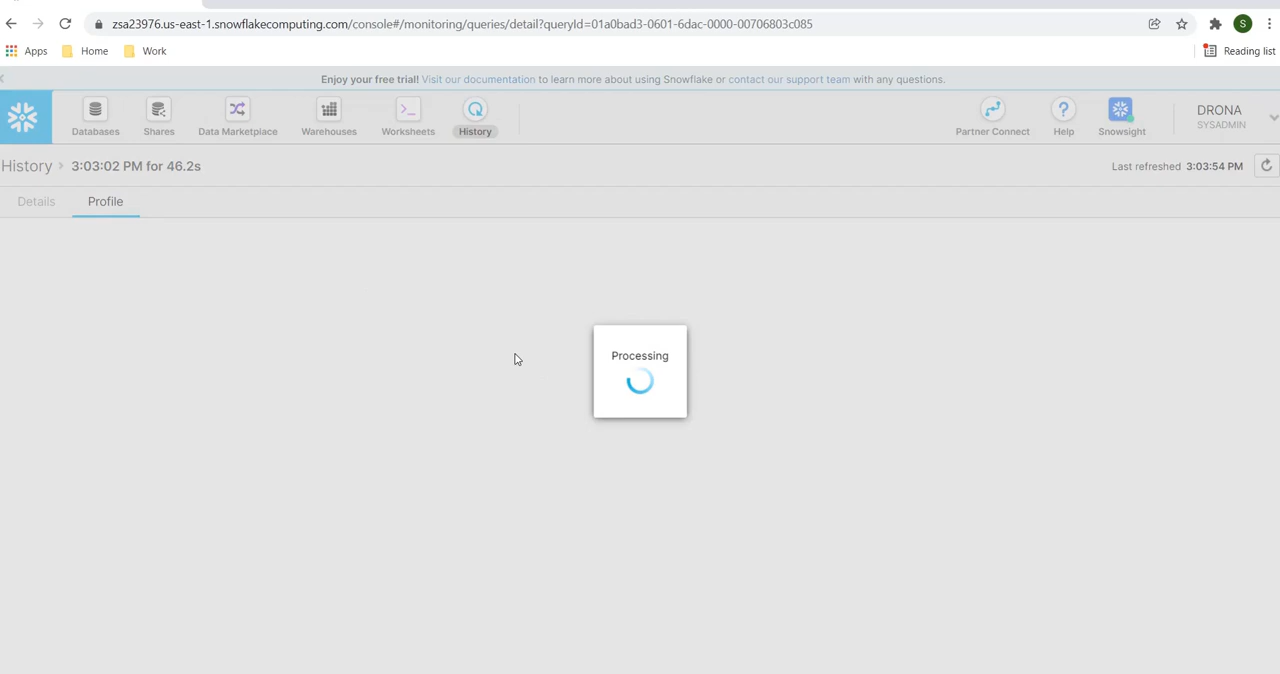 zsa23976.us-east-1.snowflakecomputing.com/console#/monitoring/queries/detail?queryId=01a0bad3-0601-6dac-0000-00706803c085
S
Apps Home Work Reading list
Enjoy your free trial! Visit our documentation to learn more about using Snowflake or contact our support team with any questions.
Databases Shares Data Marketplace Warehouses Worksheets History Partner Connect Help Snowsight DRONA
SYSADMIN
History > 3:03:02 PM for 46.2s Last refreshed 3:03:54 PM
Details Profile
Processing